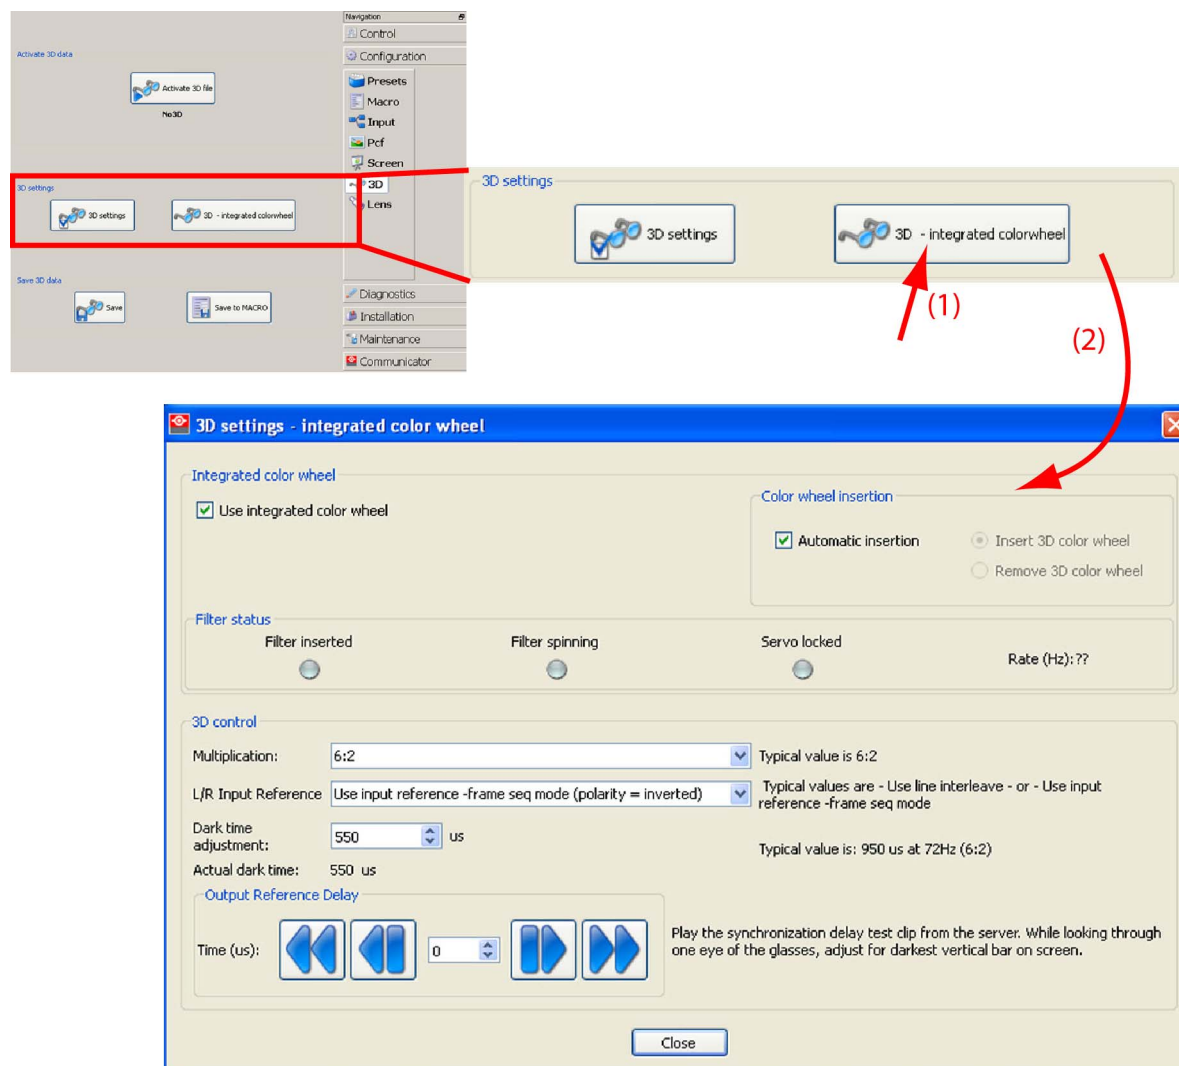 Navigation
Control
Configuration
Activate 3D data
Activate 3D file
No3D
Presets
Macro
Input
Pcf
Screen
3D
Lens
3D settings
3D settings
3D - integrated colorwheel
Save 3D data
Save
Save to MACRO
Diagnostics
Installation
Maintenance
Communicator
3D settings
3D settings
3D - integrated colorwheel
(1)
(2)
3D settings - integrated color wheel
Integrated color wheel
Use integrated color wheel
Color wheel insertion
Automatic insertion
Insert 3D color wheel
Remove 3D color wheel
Filter status
Filter inserted
Filter spinning
Servo locked
Rate (Hz): ??
3D control
Multiplication:
6:2
Typical value is 6:2
L/R Input Reference
Use input reference -frame seq mode (polarity = inverted)
Typical values are - Use line interleave - or - Use input
reference -frame seq mode
Dark time
adjustment:
550
us
Typical value is: 950 us at 72Hz (6:2)
Actual dark time:
550 us
Output Reference Delay
Time (us):
0
Play the synchronization delay test clip from the server. While looking through
one eye of the glasses, adjust for darkest vertical bar on screen.
Close